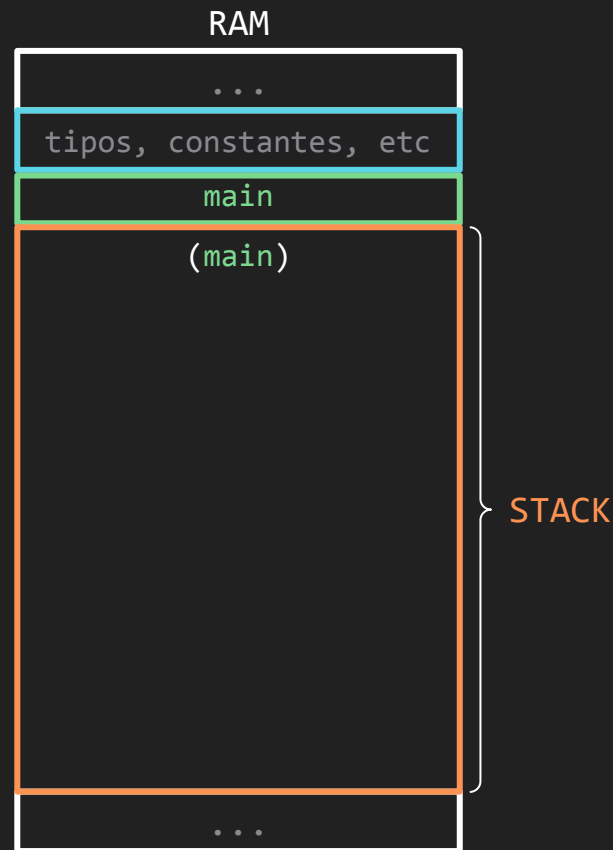 RAM
...
tipos, constantes, etc
main
(main)
STACK
...